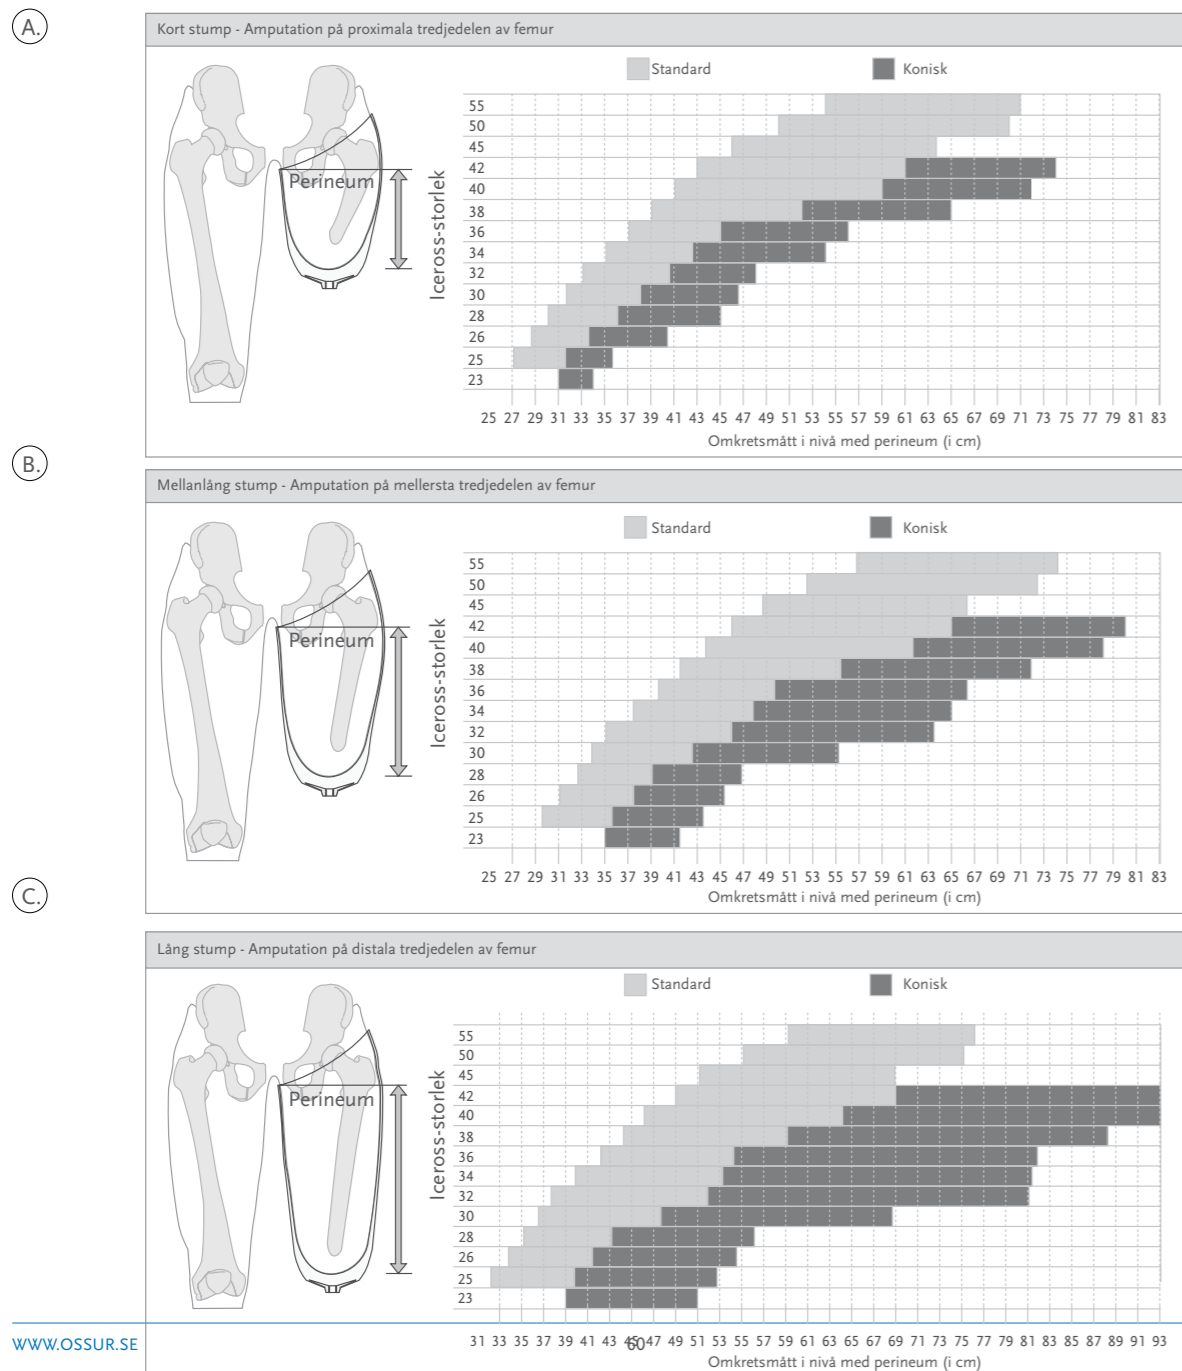 A.
Kort stump - Amputation på proximala tredjedelen av femur
Standard Konisk
Perineum
Iceross-storlek
55
50
45
42
40
38
36
34
32
30
28
26
25
23
25 27 29 31 33 35 37 39 41 43 45 47 49 51 53 55 57 59 61 63 65 67 69 71 73 75 77 79 81 83
Omkretsmått i nivå med perineum (i cm)
B.
Mellanlång stump - Amputation på mellersta tredjedelen av femur
Standard Konisk
Perineum
Iceross-storlek
55
50
45
42
40
38
36
34
32
30
28
26
25
23
25 27 29 31 33 35 37 39 41 43 45 47 49 51 53 55 57 59 61 63 65 67 69 71 73 75 77 79 81 83
Omkretsmått i nivå med perineum (i cm)
C.
Lång stump - Amputation på distala tredjedelen av femur
Standard Konisk
Perineum
Iceross-storlek
55
50
45
42
40
38
36
34
32
30
28
26
25
23
31 33 35 37 39 41 43 45 47 49 51 53 55 57 59 61 63 65 67 69 71 73 75 77 79 81 83 85 87 89 91 93
Omkretsmått i nivå med perineum (i cm)
WWW.OSSUR.SE
60